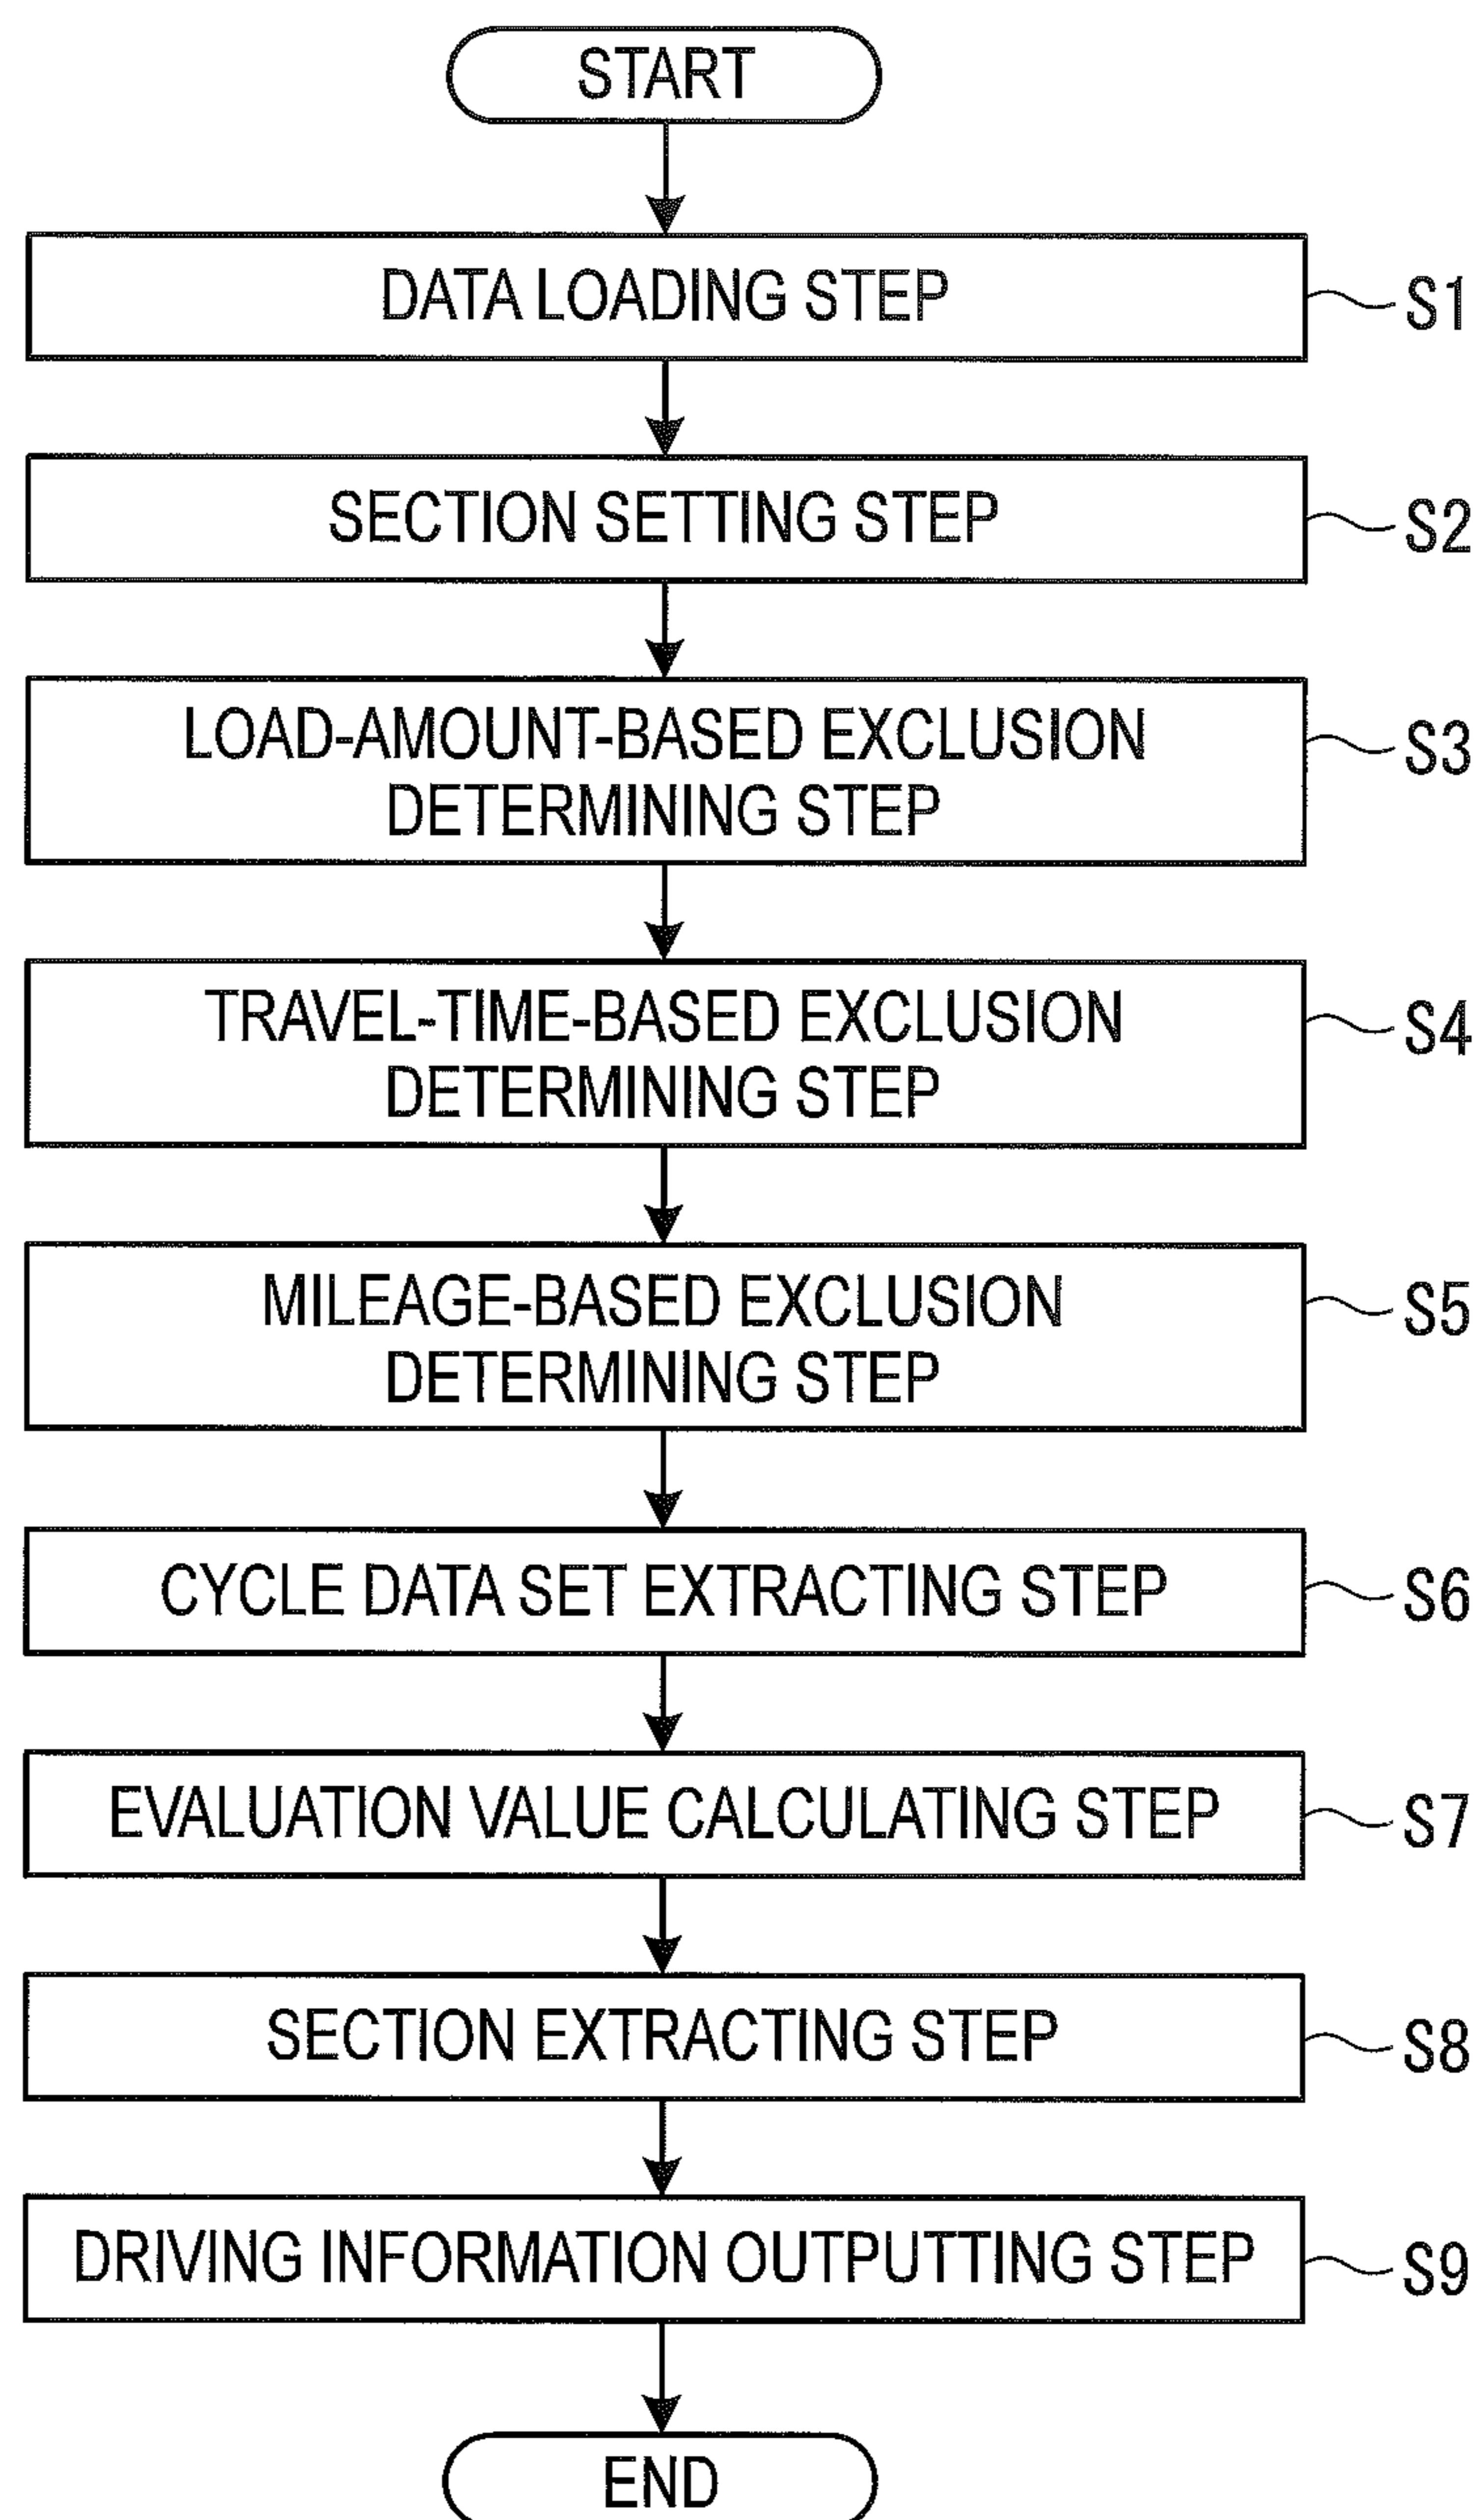 START
DATA LOADING STEP
S1
SECTION SETTING STEP
S2
LOAD-AMOUNT-BASED EXCLUSION
DETERMINING STEP
S3
TRAVEL-TIME-BASED EXCLUSION
DETERMINING STEP
S4
MILEAGE-BASED EXCLUSION
DETERMINING STEP
S5
CYCLE DATA SET EXTRACTING STEP
S6
EVALUATION VALUE CALCULATING STEP
S7
SECTION EXTRACTING STEP
S8
DRIVING INFORMATION OUTPUTTING STEP
S9
END